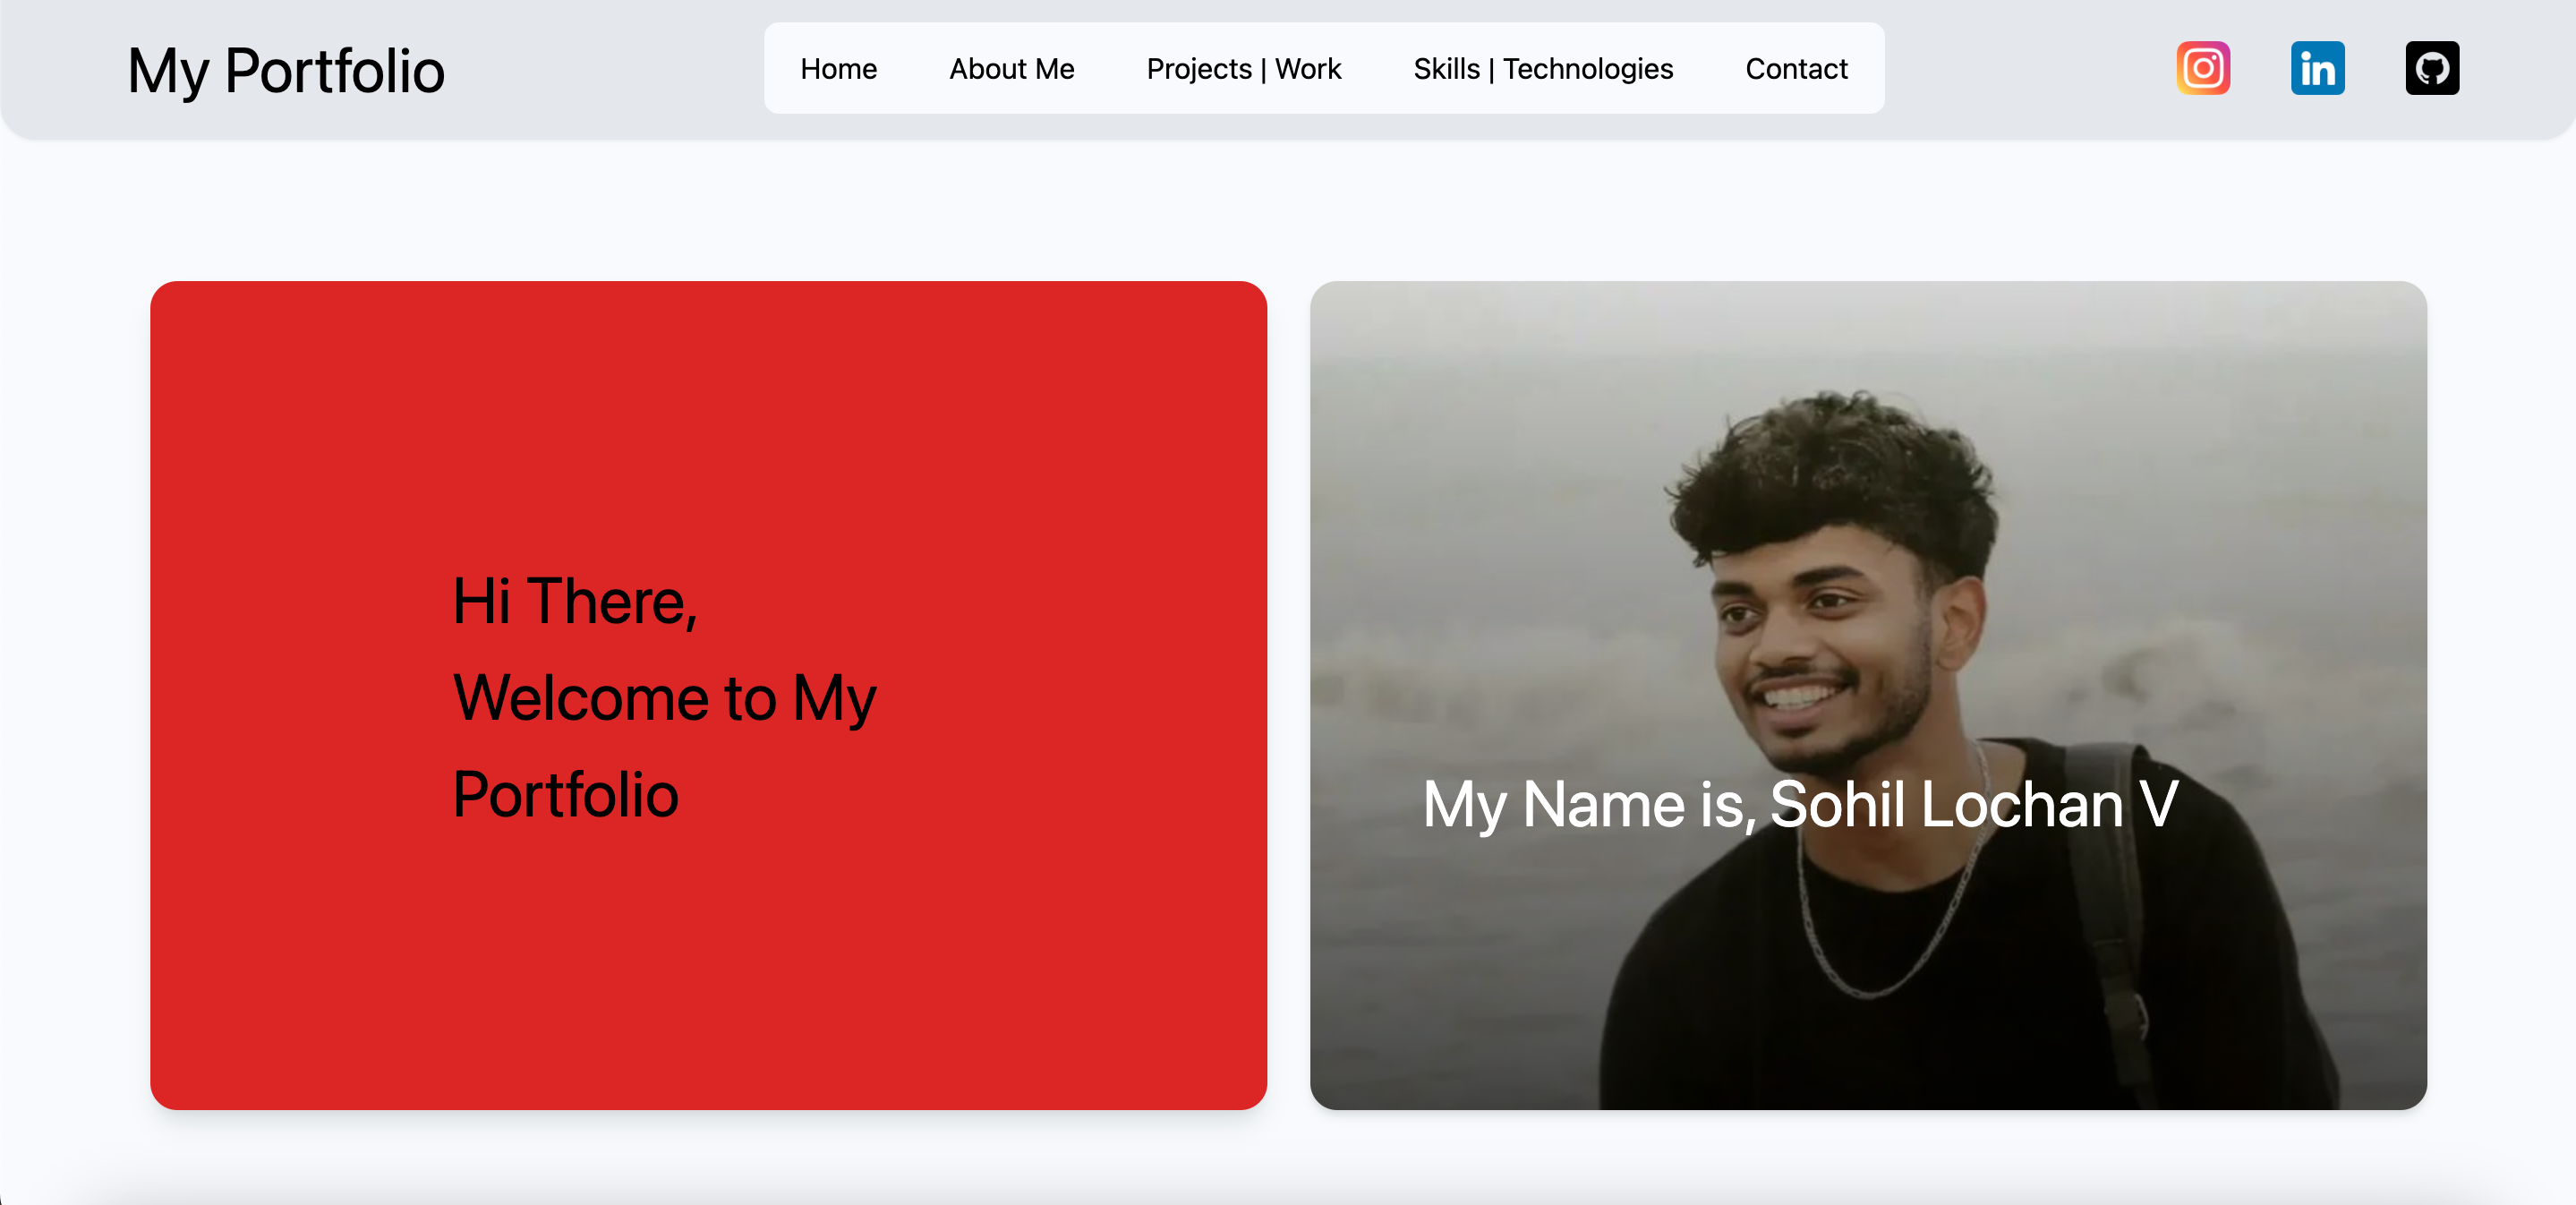 My Portfolio
Home
About Me
Projects | Work
Skills | Technologies
Contact
in
Hi There,
Welcome to My
Portfolio
My Name is, Sohil Lochan V